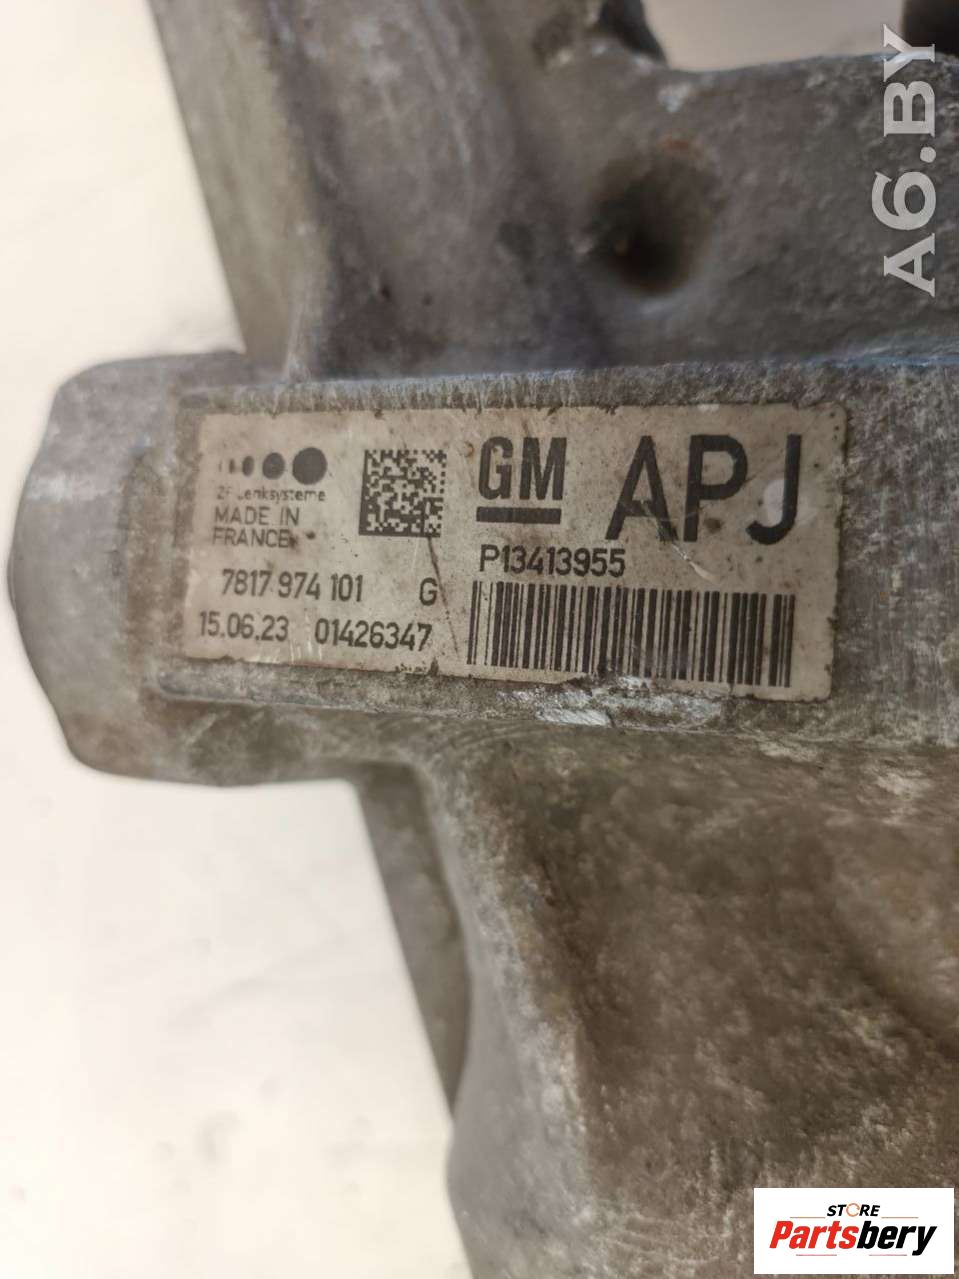 A6.BY
ZF Lenksysteme
MADE IN
FRANCE
7817 974 101 G
15.06.23 01426347
GM APJ
P13413955
STORE
Partsbery